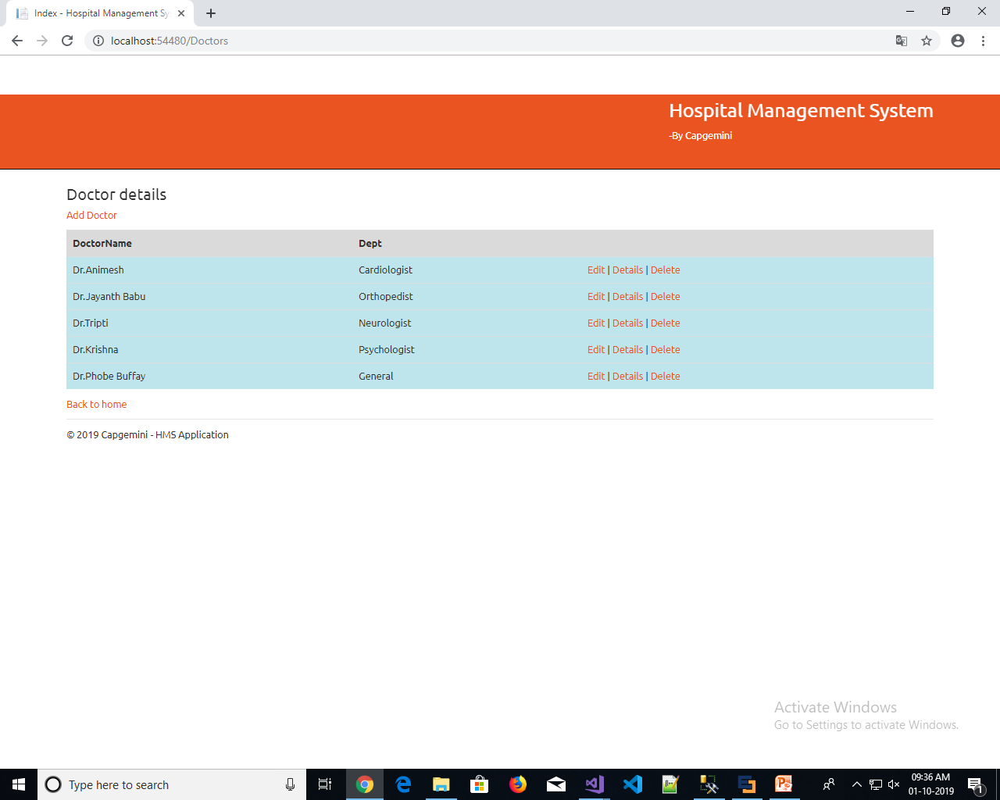 Index - Hospital Management Sy
localhost:54480/Doctors
Hospital Management System
-By Capgemini
Doctor details
Add Doctor
DoctorName Dept
Dr.Animesh Cardiologist Edit | Details | Delete
Dr.Jayanth Babu Orthopedist Edit | Details | Delete
Dr.Tripti Neurologist Edit | Details | Delete
Dr.Krishna Psychologist Edit | Details | Delete
Dr.Phobe Buffay General Edit | Details | Delete
Back to home
© 2019 Capgemini - HMS Application
Activate Windows
Go to Settings to activate Windows.
Type here to search
09:36 AM
01-10-2019
1